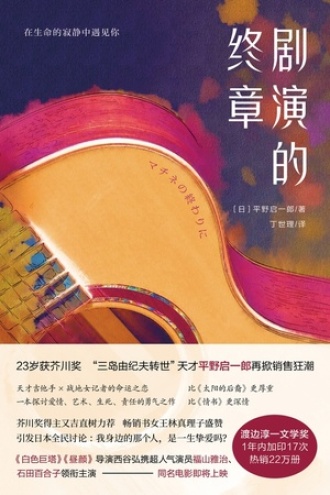 在生命的寂静中遇见你
剧演的
终章
マチネの終わりに
［日］平野启一郎/著
丁世理/译
23岁获芥川奖 “三岛由纪夫转世”天才平野启一郎再掀销售狂潮
天才吉他手×战地女记者的命运之恋 比《太阳的后裔》更厚重
一本探讨爱情、艺术、生死、责任的勇气之作 比《情书》更深情
芥川奖得主又吉直树力荐 畅销书女王林真理子盛赞
引发日本全民讨论：我身边的那个人，是一生挚爱吗？
《白色巨塔》《昼颜》导演西谷弘携超人气演员福山雅治、
石田百合子领衔主演——同名电影即将上映
渡边淳一文学奖
1年内加印17次
热销22万册